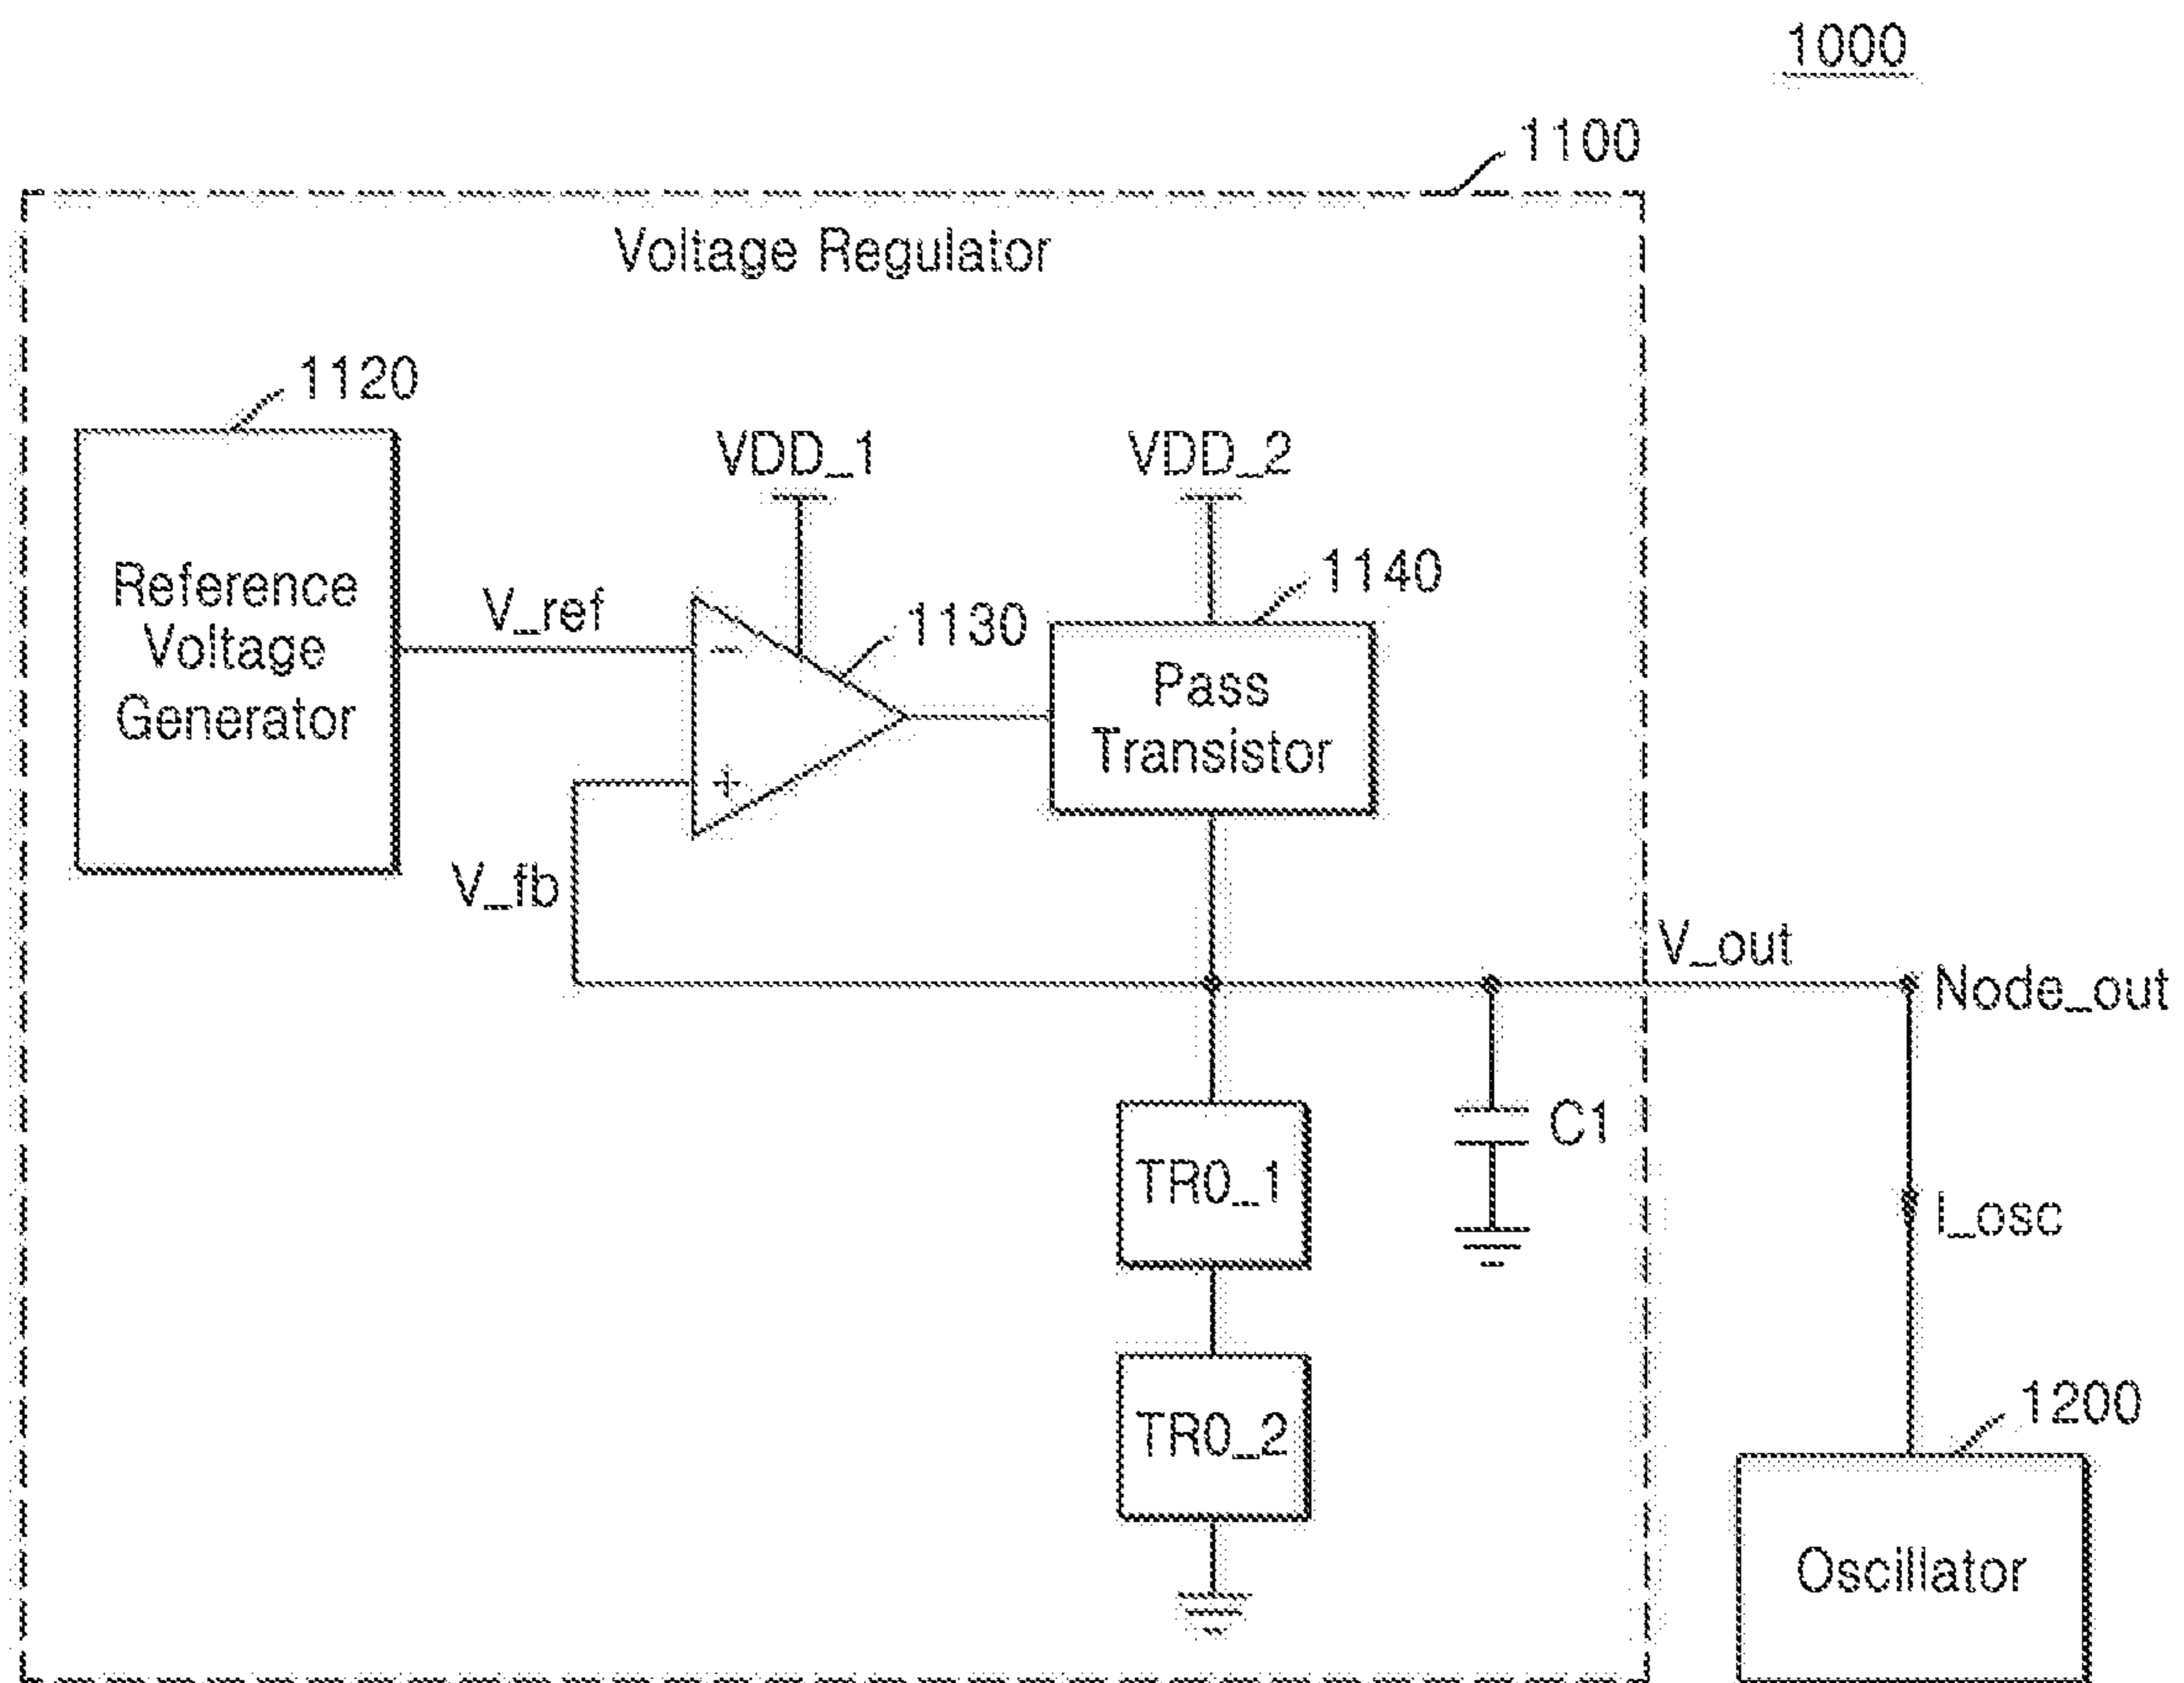 1000
1100
Voltage Regulator
1120
VDD_1
VDD_2
Reference
Voltage
Generator
V_ref
−
1130
1140
Pass
Transistor
+
V_fb
V_out
Node_out
TR0_1
C1
I_osc
TR0_2
1200
Oscillator